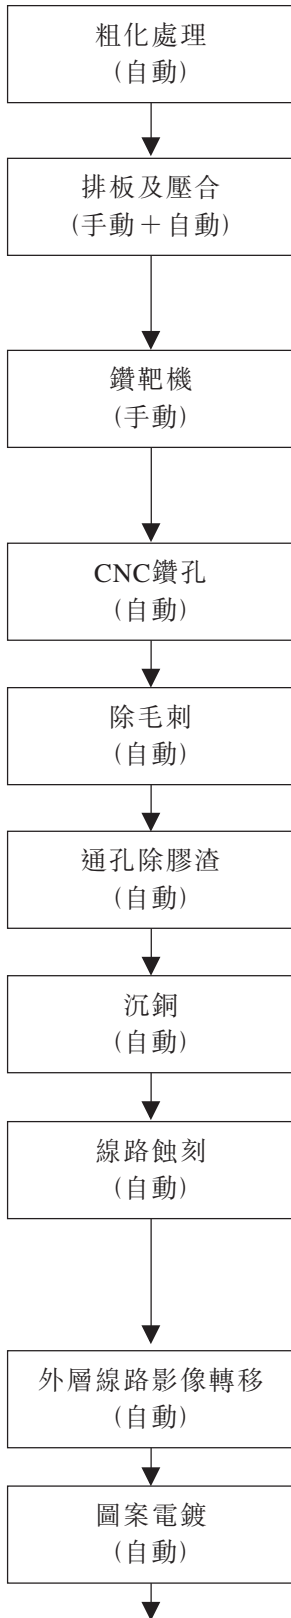 粗化處理
(自動)
排板及壓合
(手動＋自動)
鑽靶機
(手動)
CNC鑽孔
(自動)
除毛刺
(自動)
通孔除膠渣
(自動)
沉銅
(自動)
線路蝕刻
(自動)
外層線路影像轉移
(自動)
圖案電鍍
(自動)